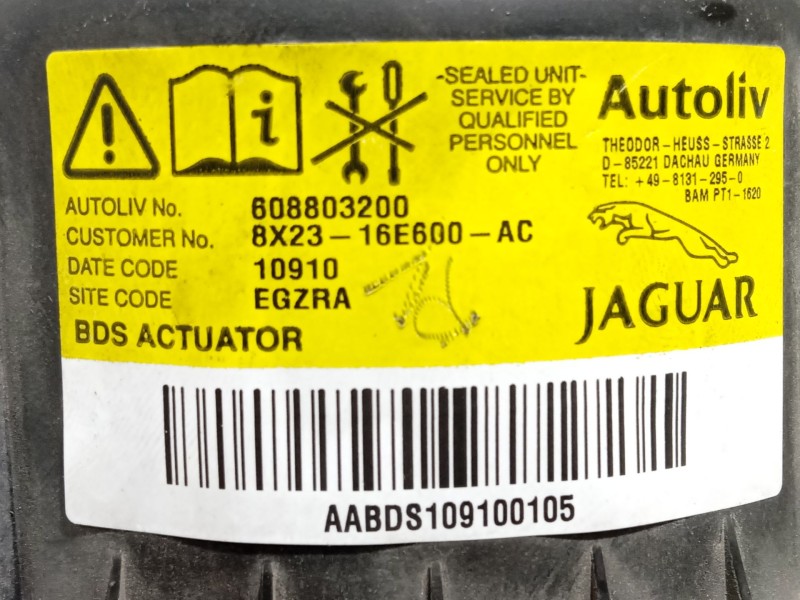 -SEALED UNIT-
SERVICE BY
QUALIFIED
PERSONNEL
ONLY
Autoliv
THEODOR-HEUSS-STRASSE 2
D-85221 DACHAU GERMANY
TEL: +49-8131-295-0
BAM PT1-1620
AUTOLIV No. 608803200
CUSTOMER No. 8X23-16E600-AC
DATE CODE 10910
SITE CODE EGZRA
BDS ACTUATOR
JAGUAR
AABDS109100105